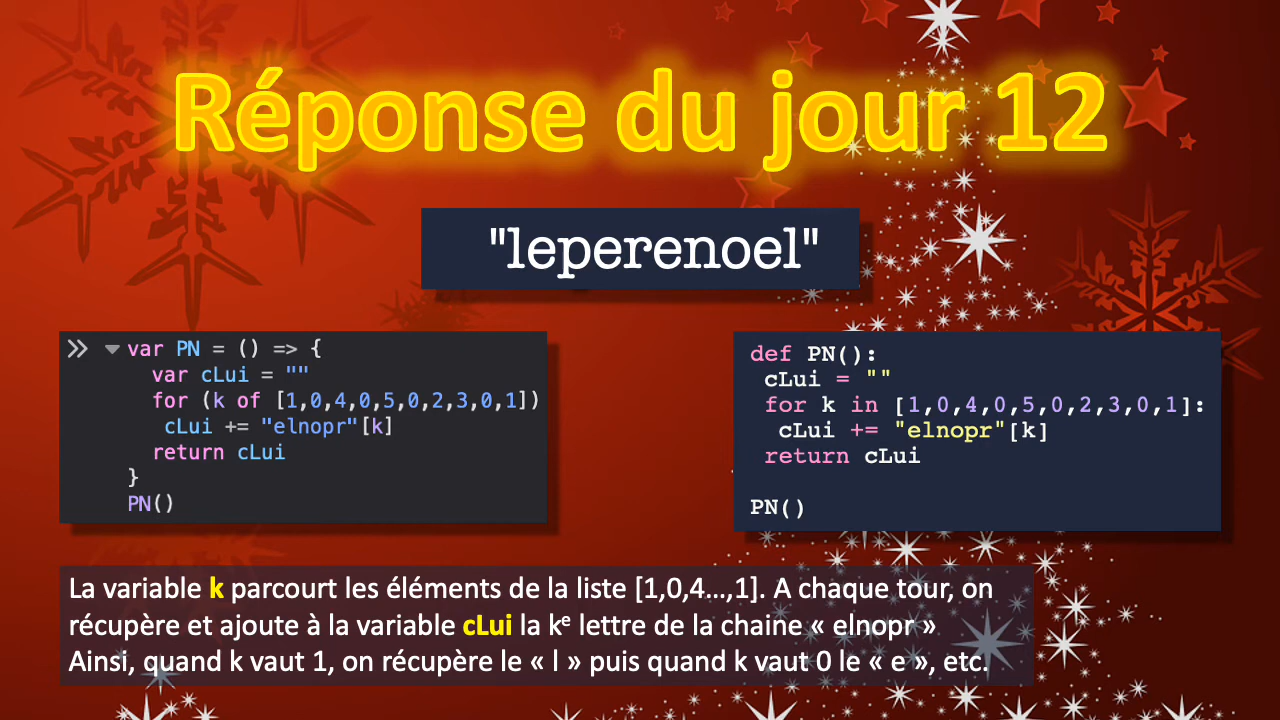 Réponse du jour 12
"leperenoel"
var PN = () => {
var cLui = ""
for (k of [1,0,4,0,5,0,2,3,0,1])
cLui += "elnopr"[k]
return cLui
}
PN()
def PN():
cLui = ""
for k in [1,0,4,0,5,0,2,3,0,1]:
cLui += "elnopr"[k]
return cLui
PN()
La variable k parcourt les éléments de la liste [1,0,4…,1]. A chaque tour, on
récupère et ajoute à la variable cLui la kᵉ lettre de la chaine « elnopr »
Ainsi, quand k vaut 1, on récupère le « l » puis quand k vaut 0 le « e », etc.